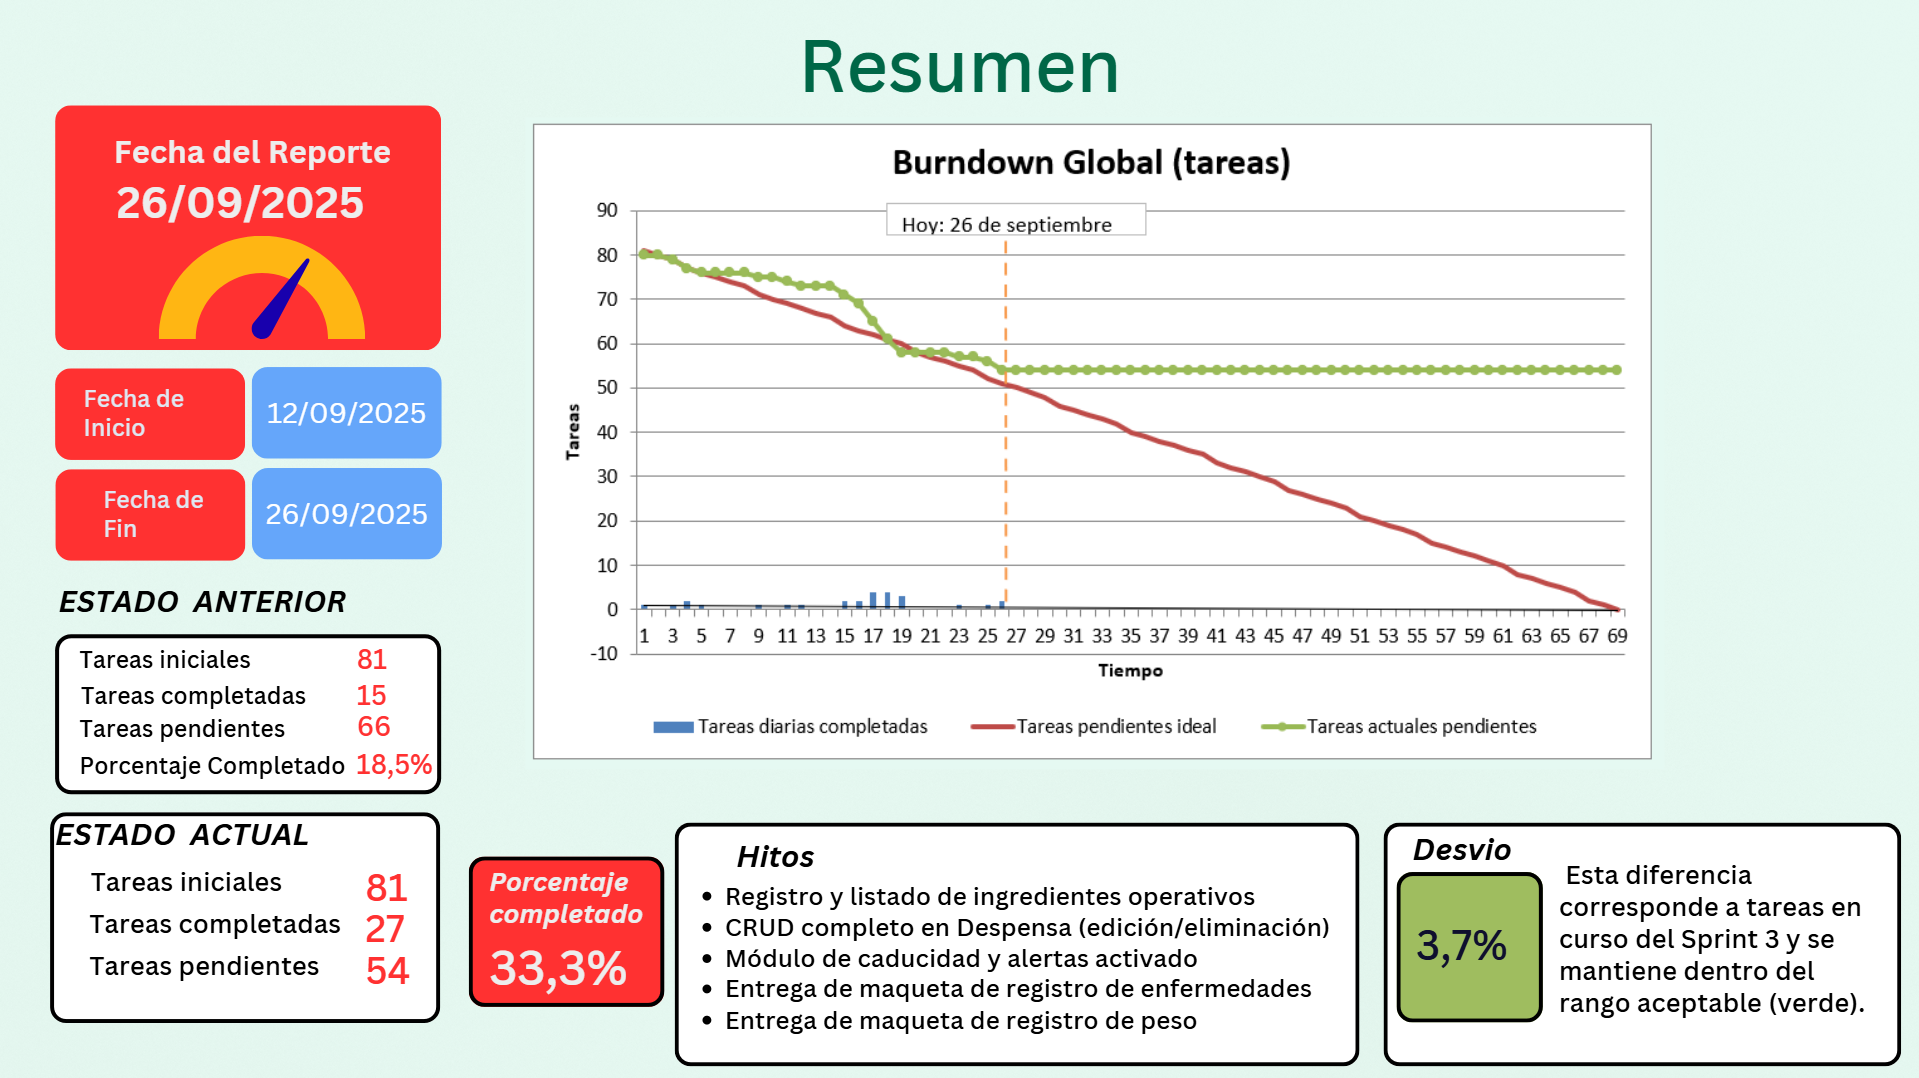 Resumen
Fecha del Reporte
26/09/2025
Fecha de
Inicio
12/09/2025
Fecha de
Fin
26/09/2025
ESTADO ANTERIOR
Tareas iniciales 81
Tareas completadas 15
Tareas pendientes 66
Porcentaje Completado 18,5%
ESTADO ACTUAL
Tareas iniciales 81
Tareas completadas 27
Tareas pendientes 54
Burndown Global (tareas)
Hoy: 26 de septiembre
90
80
70
60
50
40
30
20
10
0
-10
Tareas
1 3 5 7 9 11 13 15 17 19 21 23 25 27 29 31 33 35 37 39 41 43 45 47 49 51 53 55 57 59 61 63 65 67 69
Tiempo
Tareas diarias completadas Tareas pendientes ideal Tareas actuales pendientes
Porcentaje
completado
33,3%
Hitos
• Registro y listado de ingredientes operativos
• CRUD completo en Despensa (edición/eliminación)
• Módulo de caducidad y alertas activado
• Entrega de maqueta de registro de enfermedades
• Entrega de maqueta de registro de peso
Desvio
3,7%
Esta diferencia
corresponde a tareas en
curso del Sprint 3 y se
mantiene dentro del
rango aceptable (verde).